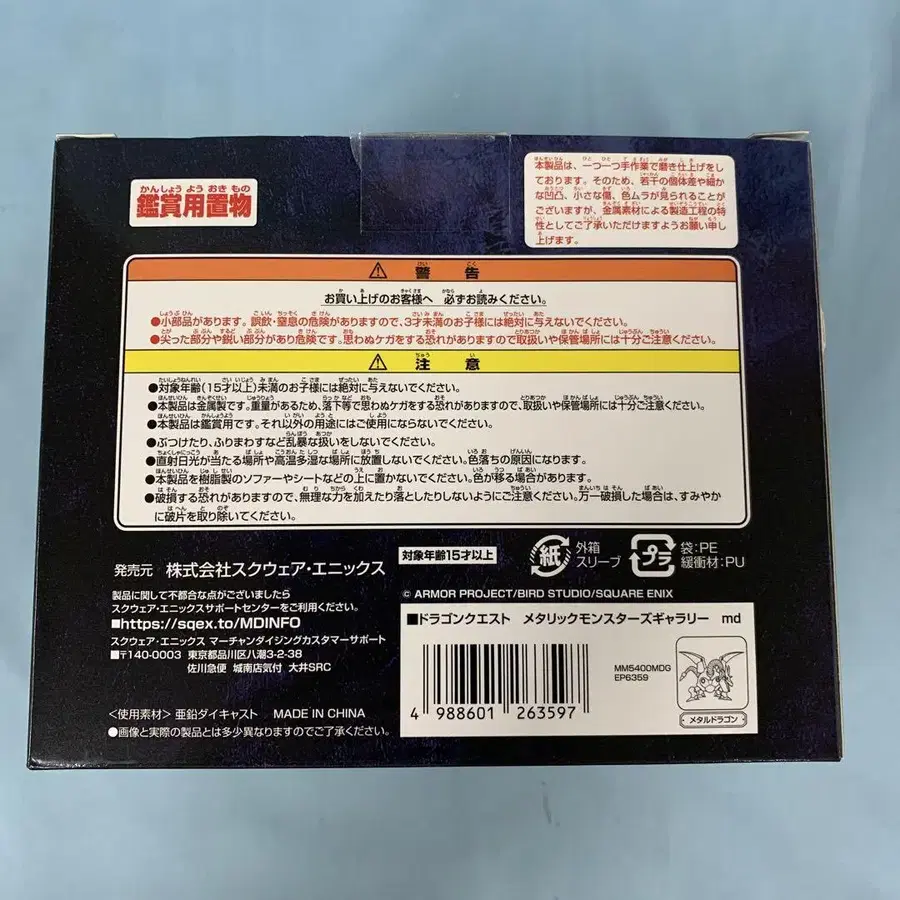 かんしょう よう おき もの
鑑賞用置物
本製品は、一つ一つ手作業で磨き仕上げをし
ております。そのため、若干の個体差や細か
な凹凸、小さな傷、色ムラが見られることが
ございますが、金属素材による製造工程の特
性としてご了承いただけますようお願い申し
上げます。
⚠ 警告
お買い上げのお客様へ 必ずお読みください。
●小部品があります。誤飲・窒息の危険がありますので、3才未満のお子様には絶対に与えないでください。
●尖った部分や鋭い部分があり危険です。思わぬケガをする恐れがありますので取扱いや保管場所には十分ご注意ください。
⚠ 注意
●対象年齢(15才以上)未満のお子様には絶対に与えないでください。
●本製品は金属製です。重量があるため、落下等で思わぬケガをする恐れがありますので、取扱いや保管場所には十分ご注意ください。
●本製品は鑑賞用です。それ以外の用途にはご使用にならないでください。
●ぶつけたり、ふりまわすなど乱暴な扱いをしないでください。
●直射日光が当たる場所や高温多湿な場所に放置しないでください。色落ちの原因になります。
●本製品を樹脂製のソファーやシートなどの上に置かないでください。色が移る場合があります。
●破損する恐れがありますので、無理な力を加えたり落としたりしないようにご注意ください。万一破損した場合は、すみやか
に破片を取り除いてください。
発売元 株式会社スクウェア・エニックス
対象年齢15才以上
紙
外箱
スリーブ
プラ
袋:PE
緩衝材:PU
製品に関して不都合な点がございましたら
スクウェア・エニックスサポートセンターをご利用ください。
■https://sqex.to/MDINFO
スクウェア・エニックス マーチャンダイジングカスタマーサポート
■〒140-0003 東京都品川区八潮3-2-38
佐川急便 城南店気付 大井SRC
〈使用素材〉亜鉛ダイキャスト MADE IN CHINA
●画像と実際の製品とは多少異なりますのでご了承ください。
© ARMOR PROJECT/BIRD STUDIO/SQUARE ENIX
■ドラゴンクエスト メタリックモンスターズギャラリー md
MM5400MDG
EP6359
メタルドラゴン
4 988601 263597